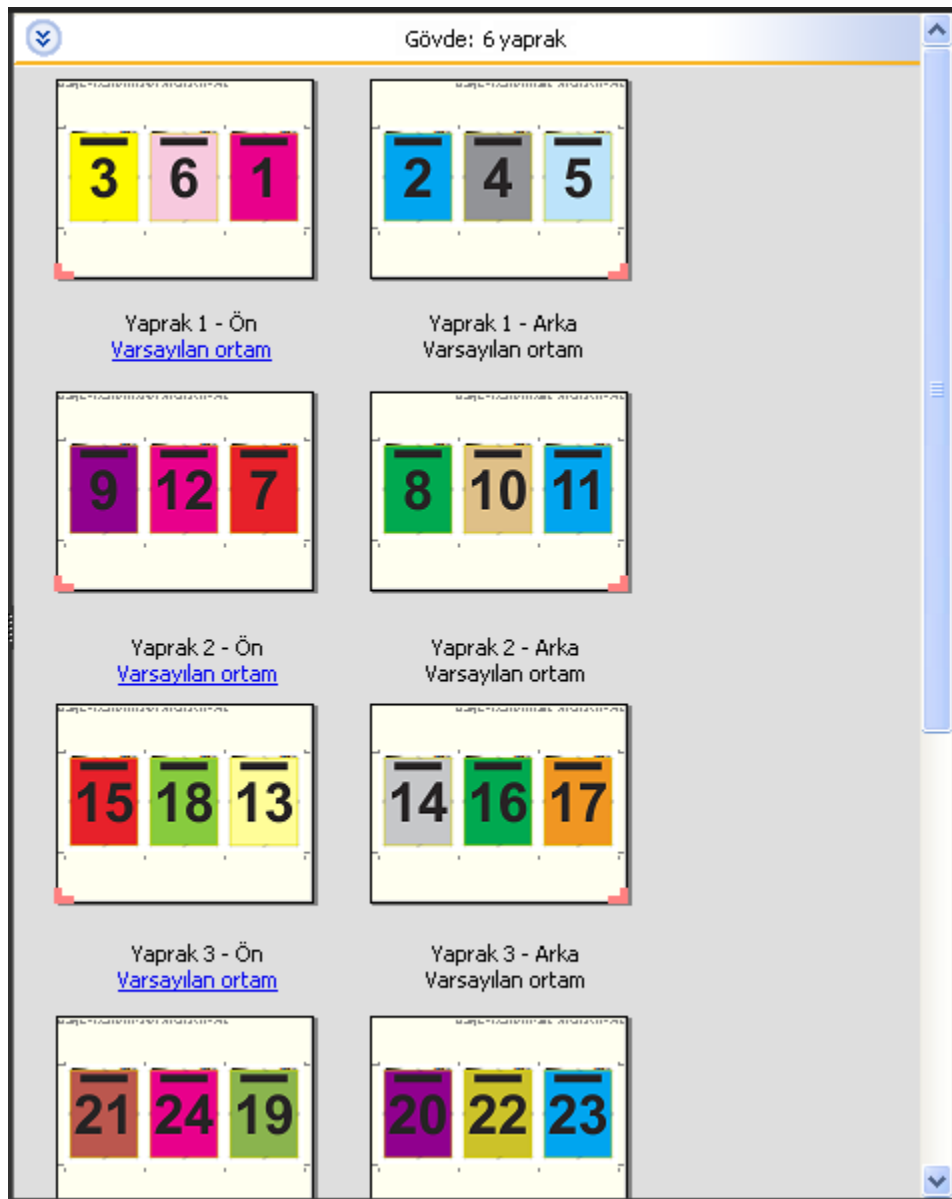 Gövde: 6 yaprak
3 6 1
2 4 5
Yaprak 1 - Ön
Varsayılan ortam
Yaprak 1 - Arka
Varsayılan ortam
9 12 7
8 10 11
Yaprak 2 - Ön
Varsayılan ortam
Yaprak 2 - Arka
Varsayılan ortam
15 18 13
14 16 17
Yaprak 3 - Ön
Varsayılan ortam
Yaprak 3 - Arka
Varsayılan ortam
21 24 19
20 22 23